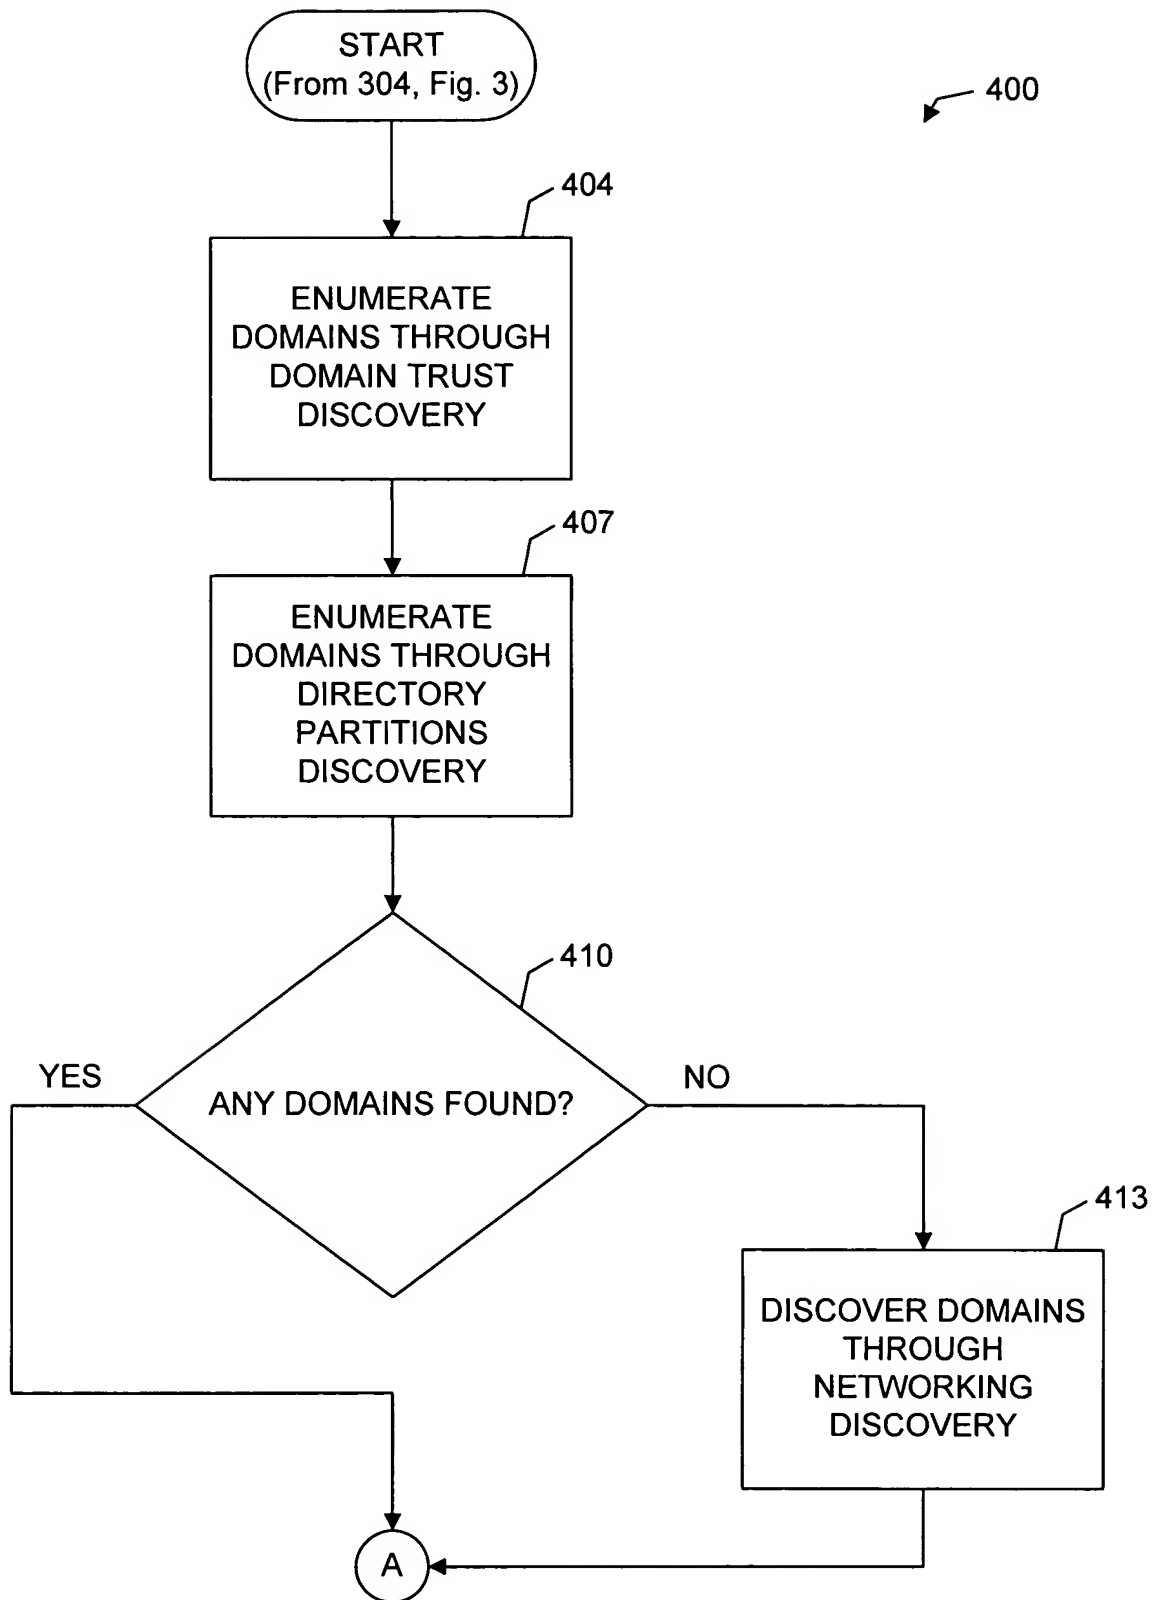 START
(From 304, Fig. 3)
400
404
ENUMERATE
DOMAINS THROUGH
DOMAIN TRUST
DISCOVERY
407
ENUMERATE
DOMAINS THROUGH
DIRECTORY
PARTITIONS
DISCOVERY
410
YES
ANY DOMAINS FOUND?
NO
413
DISCOVER DOMAINS
THROUGH
NETWORKING
DISCOVERY
A